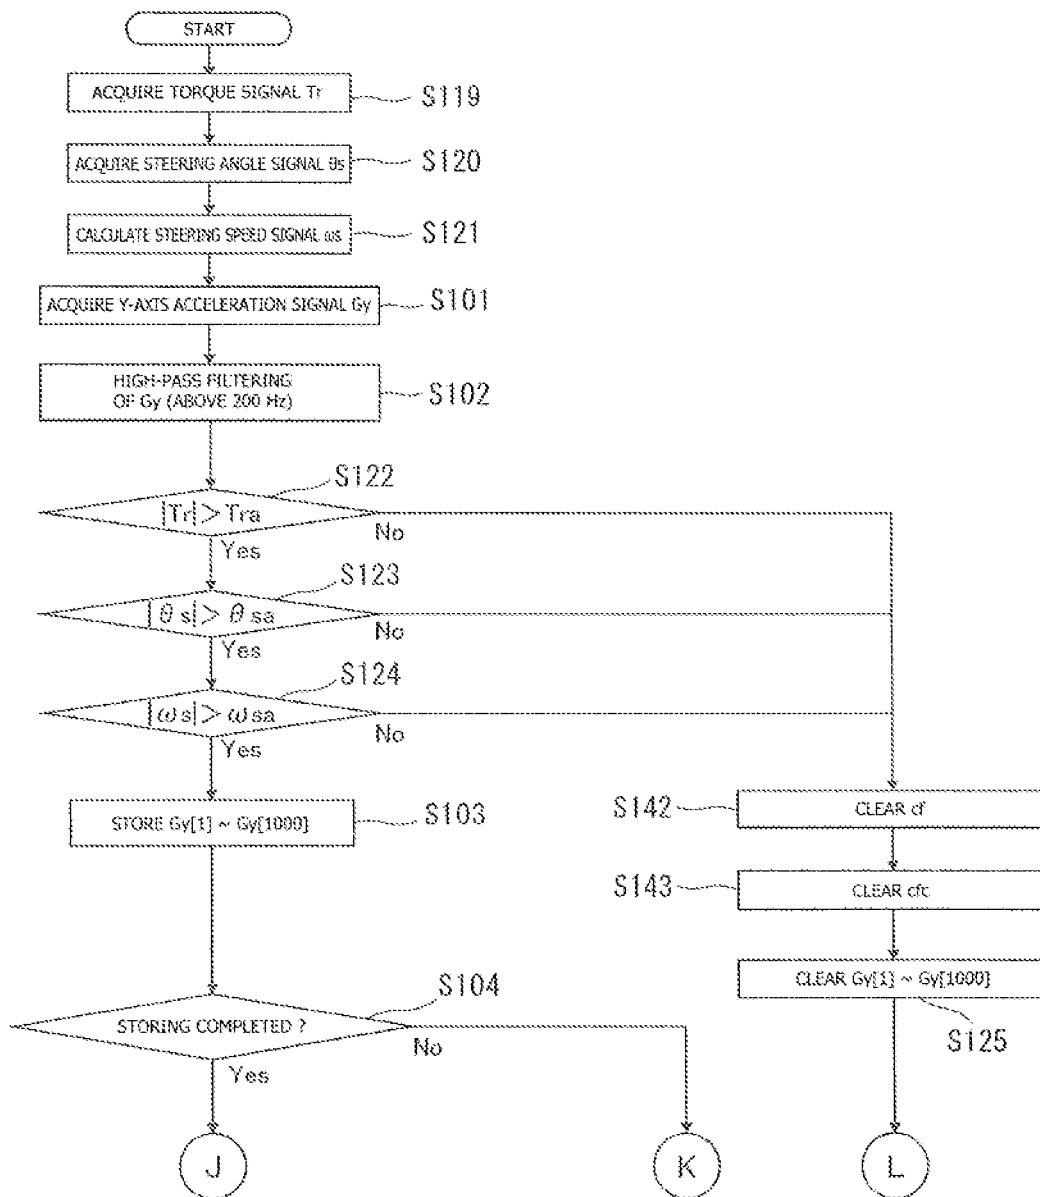 START
ACQUIRE TORQUE SIGNAL Tr
S119
ACQUIRE STEERING ANGLE SIGNAL θs
S120
CALCULATE STEERING SPEED SIGNAL ωs
S121
ACQUIRE Y-AXIS ACCELERATION SIGNAL Gy
S101
HIGH-PASS FILTERING
OF Gy (ABOVE 200 Hz)
S102
S122
|Tr|>Tra
No
Yes
S123
|θs|>θsa
No
Yes
S124
|ωs|>ωsa
No
Yes
STORE Gy[1] ~ Gy[1000]
S103
S142
CLEAR cf
S143
CLEAR cfc
CLEAR Gy[1] ~ Gy[1000]
S125
S104
STORING COMPLETED ?
No
Yes
J
K
L